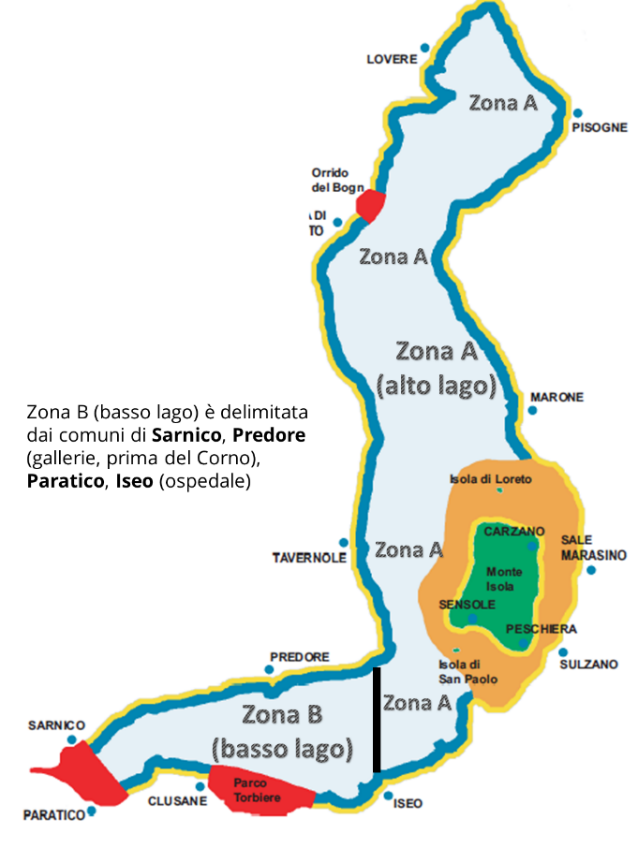 LOVERE
Zona A
PISOGNE
Orrido
del Bogn
A DI
TO
Zona A
Zona A
(alto lago)
MARONE
Zona B (basso lago) è delimitata
dai comuni di Sarnico, Predore
(gallerie, prima del Corno),
Paratico, Iseo (ospedale)
Isola di Loreto
CARZANO
SALE
MARASINO
Zona A
TAVERNOLE
Monte
Isola
SENSOLE
PESCHIERA
PREDORE
Isola di
San Paolo
SULZANO
Zona A
Zona B
(basso lago)
SARNICO
Parco
Torbiere
CLUSANE
ISEO
PARATICO